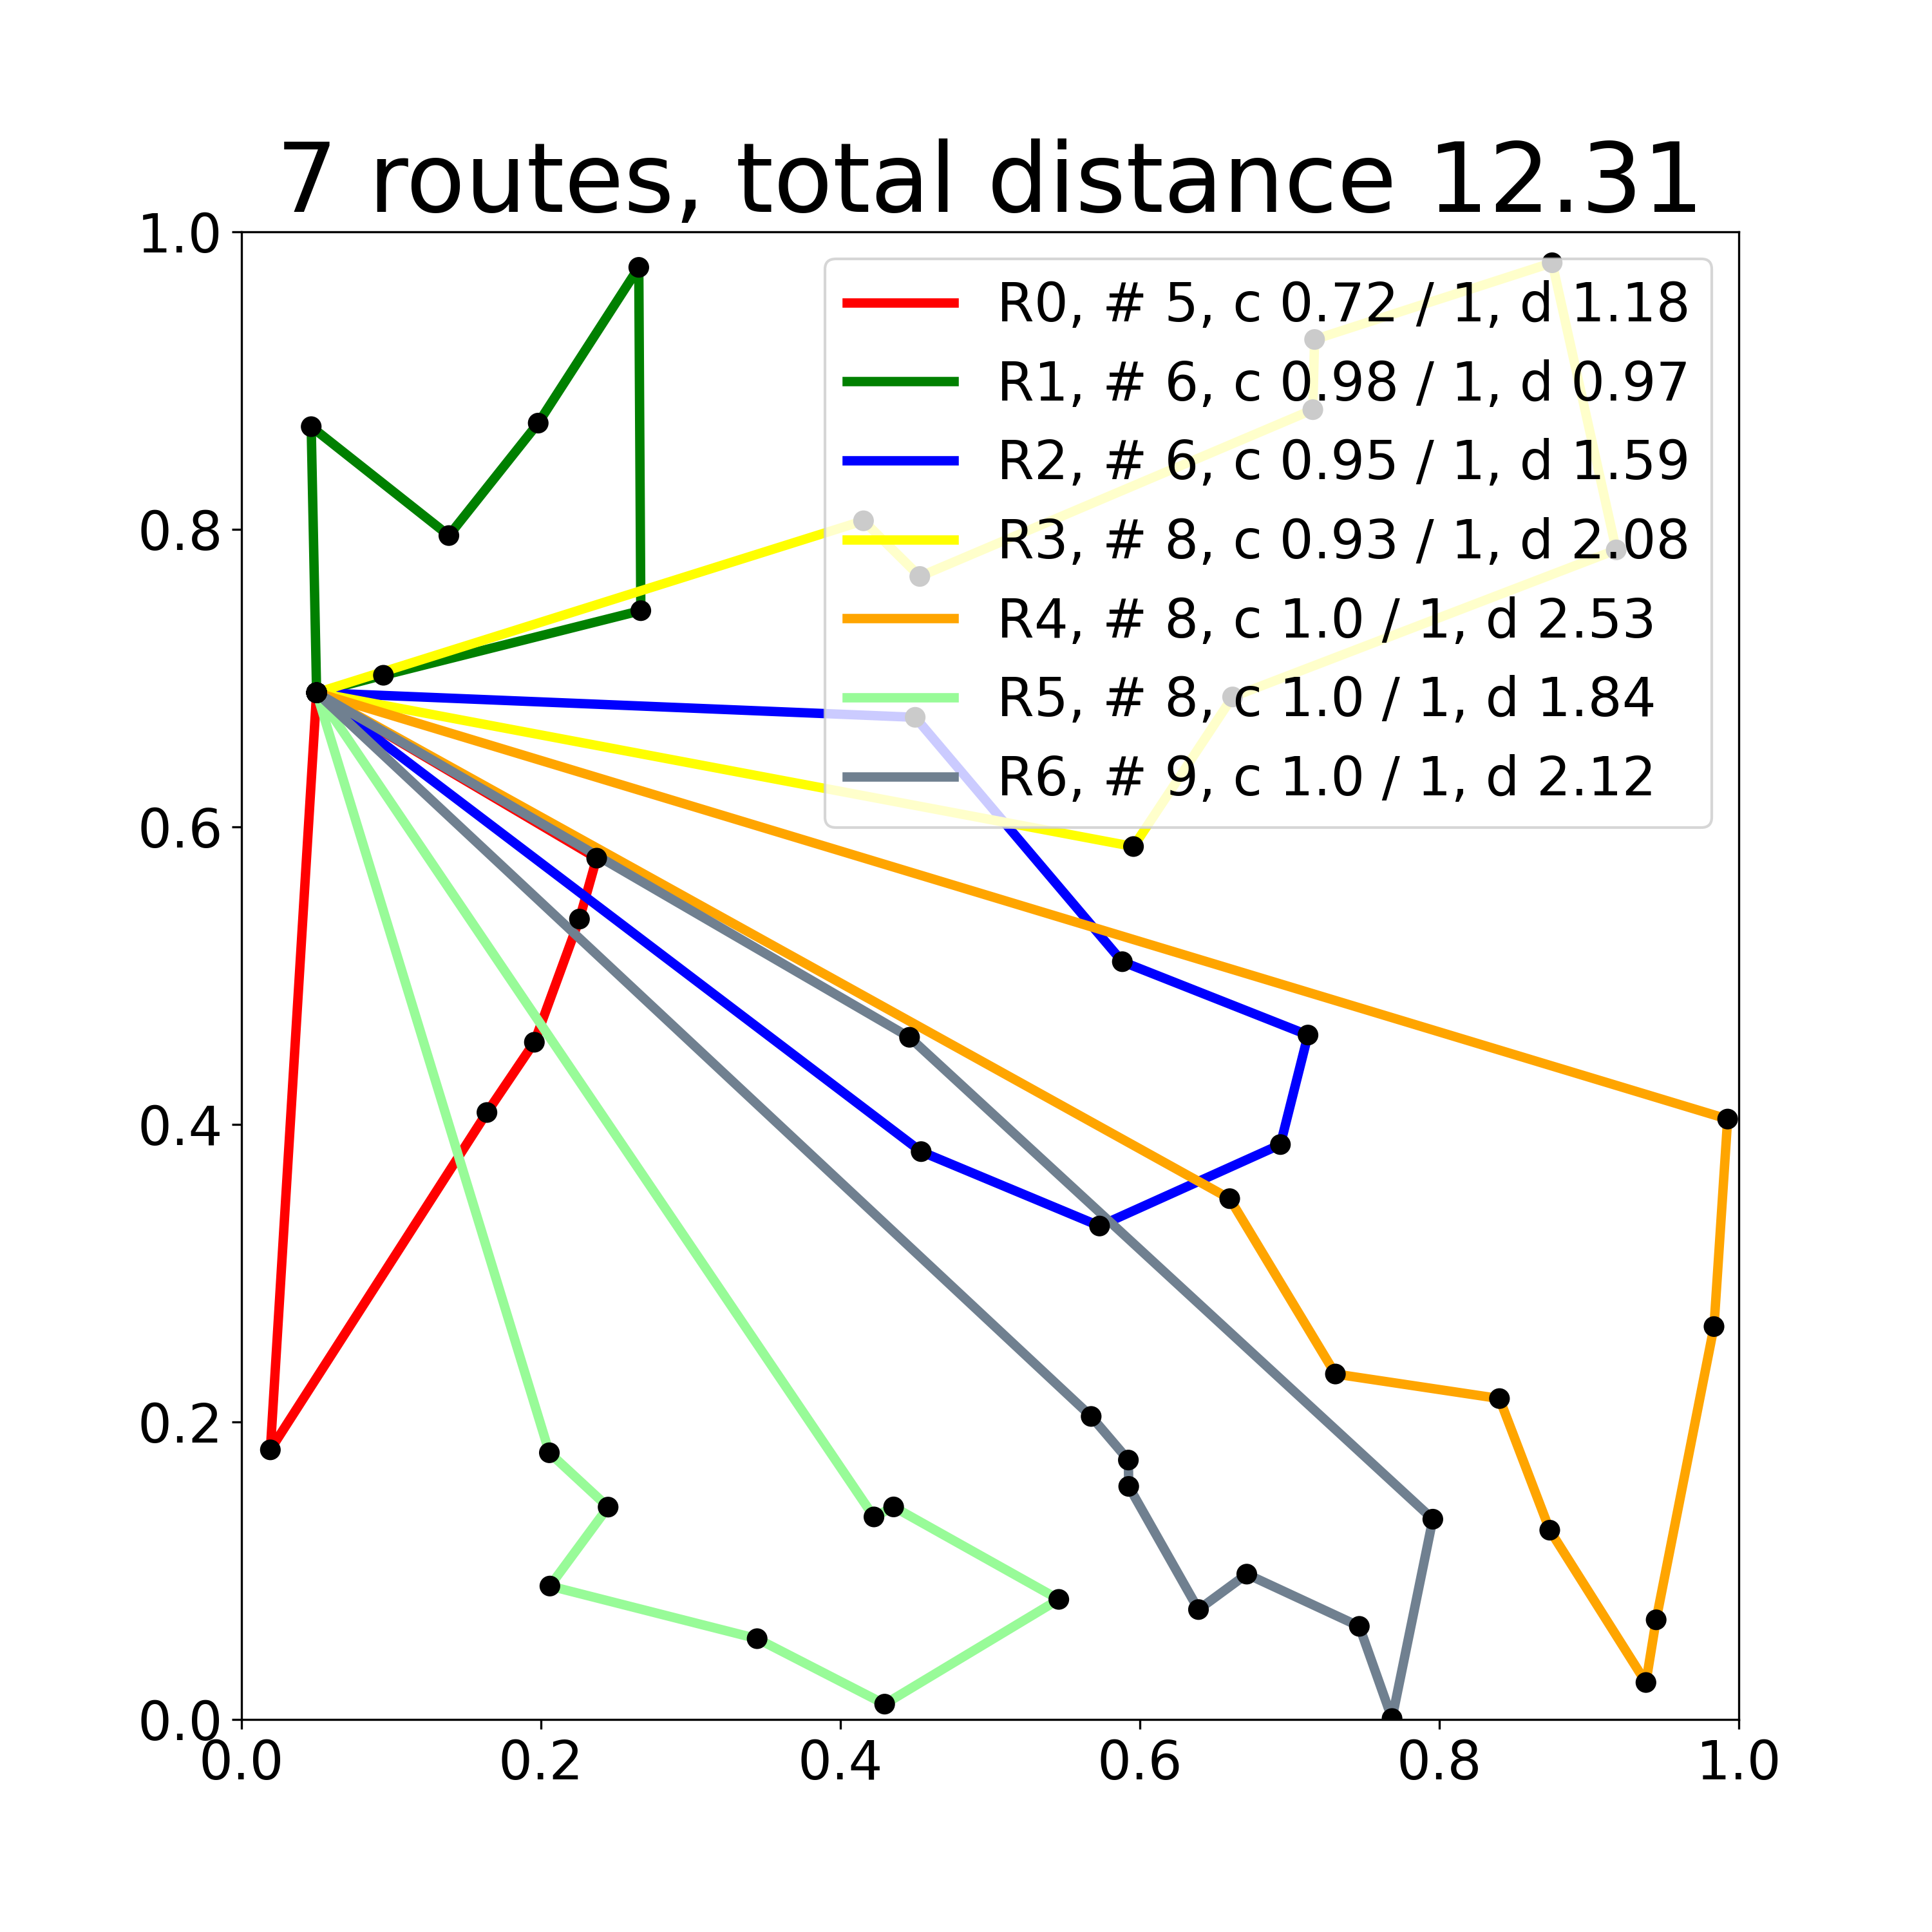 7 routes, total distance 12.31
1.0
0.8
0.6
0.4
0.2
0.0
R0, # 5, c 0.72 / 1, d 1.18
R1, # 6, c 0.98 / 1, d 0.97
R2, # 6, c 0.95 / 1, d 1.59
R3, # 8, c 0.93 / 1, d 2.08
R4, # 8, c 1.0 / 1, d 2.53
R5, # 8, c 1.0 / 1, d 1.84
R6, # 9, c 1.0 / 1, d 2.12
0.0 0.2 0.4 0.6 0.8 1.0